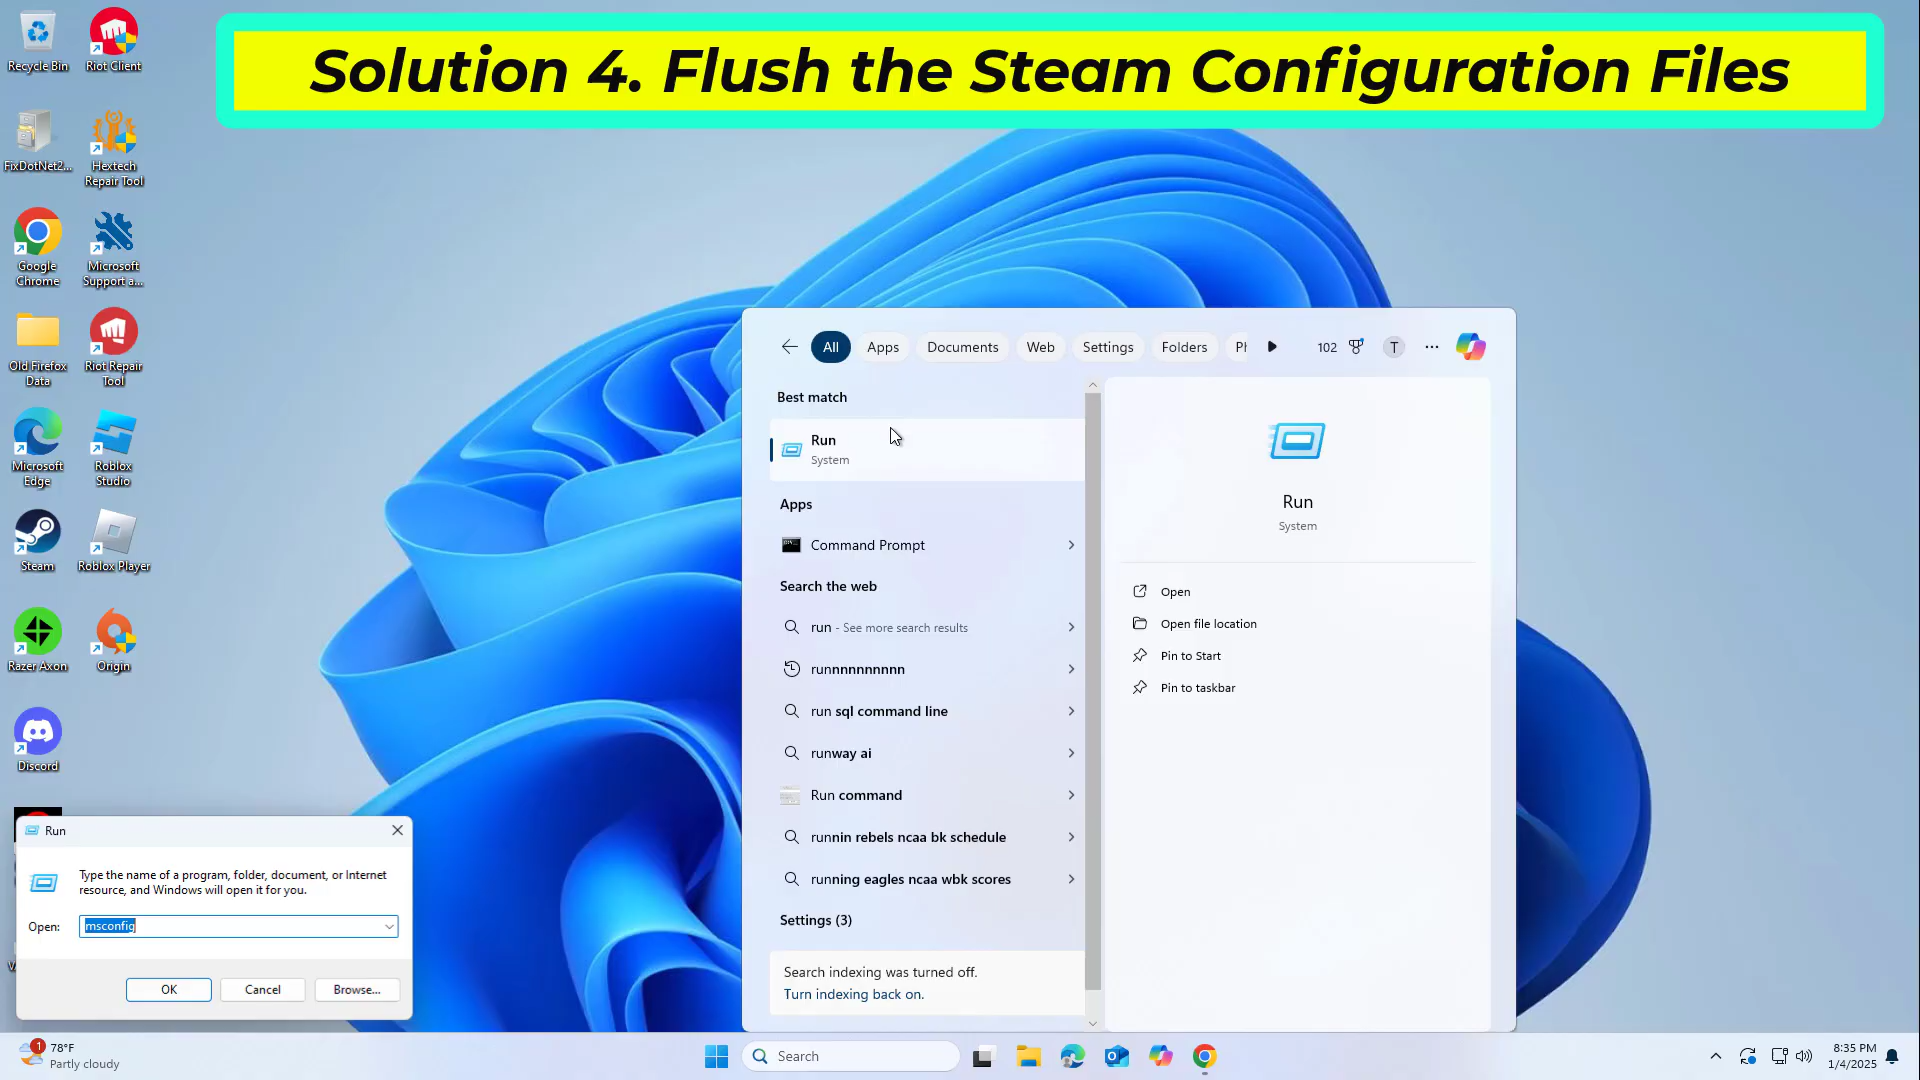 Solution 4. Flush the Steam Configuration Files
Recycle Bin
Riot Client
FixDotNet2...
Hextech
Repair Tool
Google
Chrome
Microsoft
Support a...
Old Firefox
Data
Riot Repair
Tool
Microsoft
Edge
Roblox
Studio
Steam
Roblox Player
Razer Axon
Origin
Discord
All
Apps
Documents
Web
Settings
Folders
102
T
Best match
Run
System
Apps
Command Prompt
Search the web
run - See more search results
runnnnnnnnn
run sql command line
runway ai
Run command
runnin rebels ncaa bk schedule
running eagles ncaa wbk scores
Settings (3)
Search indexing was turned off.
Turn indexing back on.
Run
System
Open
Open file location
Pin to Start
Pin to taskbar
Run
Type the name of a program, folder, document, or Internet
resource, and Windows will open it for you.
Open:
msconfig
OK
Cancel
Browse...
1
78°F
Partly cloudy
Search
8:35 PM
1/4/2025